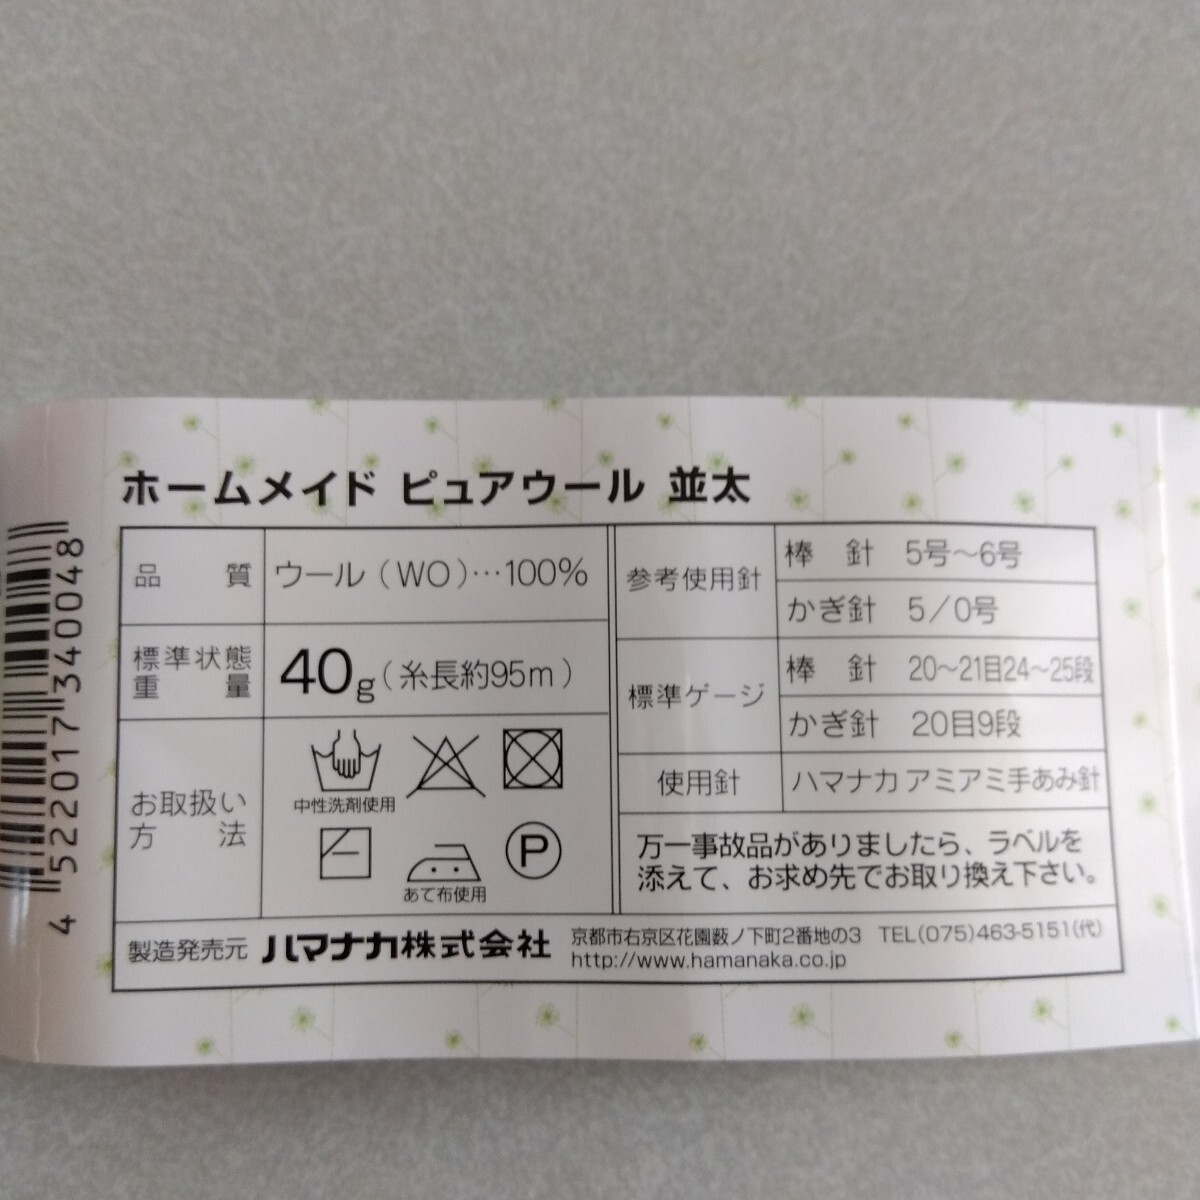 ホームメイド ピュアウール 並太
品質 ウール（WO）…100%
標準状態重量 40g（糸長約95m）
お取扱い方法
中性洗剤使用
あて布使用
P
参考使用針 棒針 5号〜6号
かぎ針 5／0号
標準ゲージ 棒針 20〜21目24〜25段
かぎ針 20目9段
使用針 ハマナカ アミアミ手あみ針
万一事故品がありましたら、ラベルを
添えて、お求め先でお取り換え下さい。
製造発売元 ハマナカ株式会社
京都市右京区花園薮ノ下町2番地の3 TEL(075)463-5151(代)
http://www.hamanaka.co.jp
4522017340048